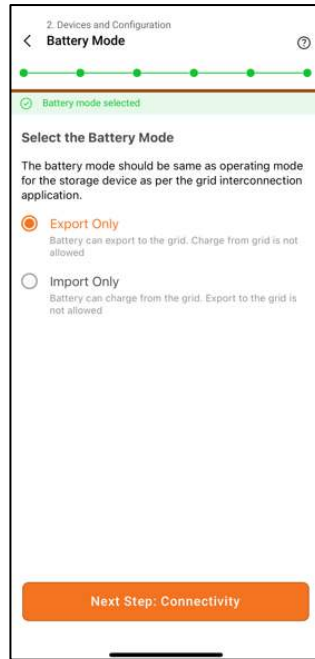 2. Devices and Configuration
Battery Mode
Battery mode selected
Select the Battery Mode
The battery mode should be same as operating mode
for the storage device as per the grid interconnection
application.
Export Only
Battery can export to the grid. Charge from grid is not
allowed
Import Only
Battery can charge from the grid. Export to the grid is
not allowed
Next Step: Connectivity